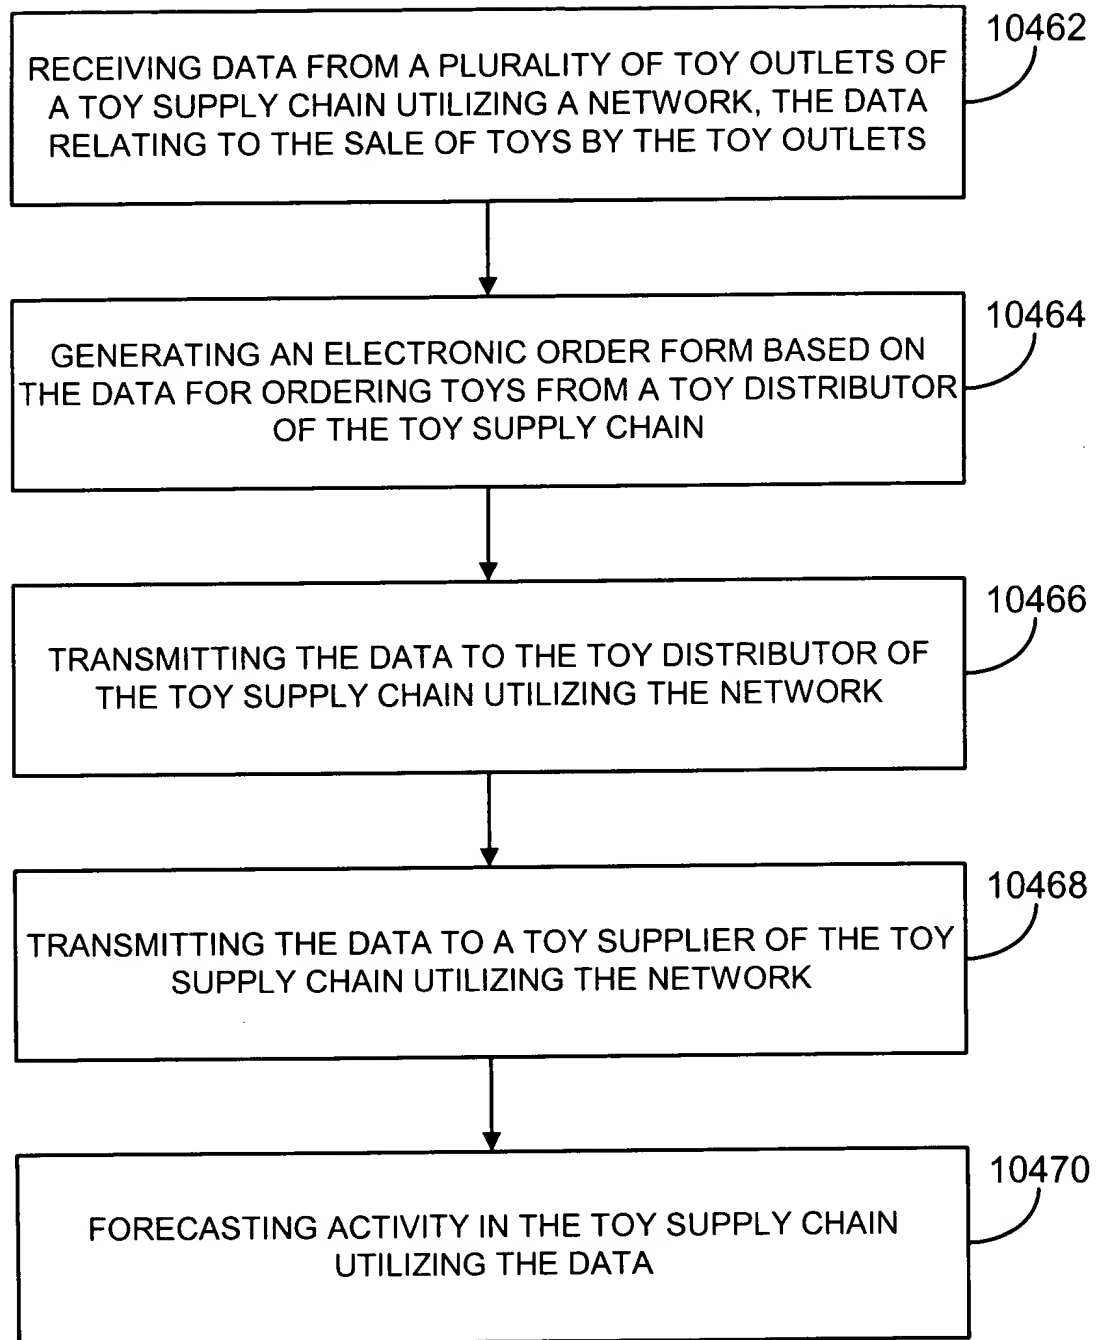 10462
RECEIVING DATA FROM A PLURALITY OF TOY OUTLETS OF
A TOY SUPPLY CHAIN UTILIZING A NETWORK, THE DATA
RELATING TO THE SALE OF TOYS BY THE TOY OUTLETS
10464
GENERATING AN ELECTRONIC ORDER FORM BASED ON
THE DATA FOR ORDERING TOYS FROM A TOY DISTRIBUTOR
OF THE TOY SUPPLY CHAIN
10466
TRANSMITTING THE DATA TO THE TOY DISTRIBUTOR OF
THE TOY SUPPLY CHAIN UTILIZING THE NETWORK
10468
TRANSMITTING THE DATA TO A TOY SUPPLIER OF THE TOY
SUPPLY CHAIN UTILIZING THE NETWORK
10470
FORECASTING ACTIVITY IN THE TOY SUPPLY CHAIN
UTILIZING THE DATA